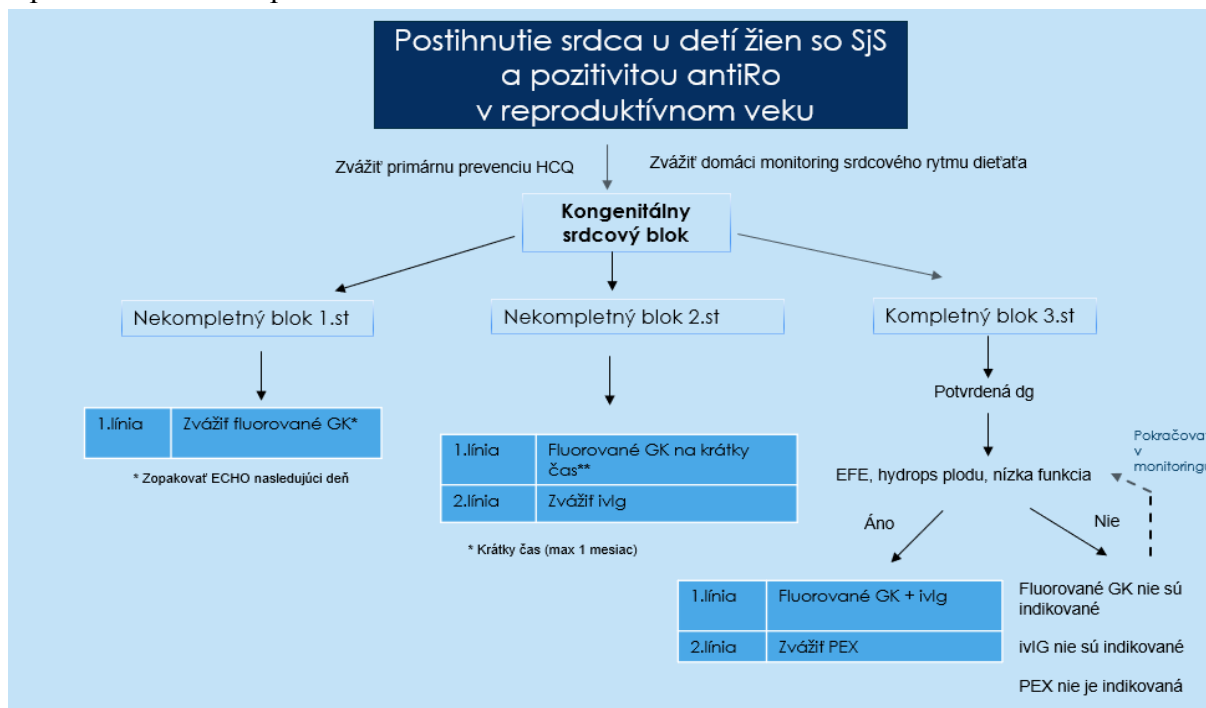 Postihnutie srdca u detí žien so SjS
a pozitivitou antiRo
v reproduktívnom veku
Zvážiť primárnu prevenciu HCQ
Zvážiť domáci monitoring srdcového rytmu dieťaťa
Kongenitálny
srdcový blok
Nekompletný blok 1.st
Nekompletný blok 2.st
Kompletný blok 3.st
1.línia
Zvážiť fluorované GK*
* Zopakovať ECHO nasledujúci deň
1.línia
Fluorované GK na krátky
čas**
2.línia
Zvážiť ivIg
* Krátky čas (max 1 mesiac)
Potvrdená dg
EFE, hydrops plodu, nízka funkcia
Pokračovať
v
monitoringu
Áno
Nie
1.línia
Fluorované GK + ivIg
2.línia
Zvážiť PEX
Fluorované GK nie sú
indikované
ivIG nie sú indikované
PEX nie je indikovaná